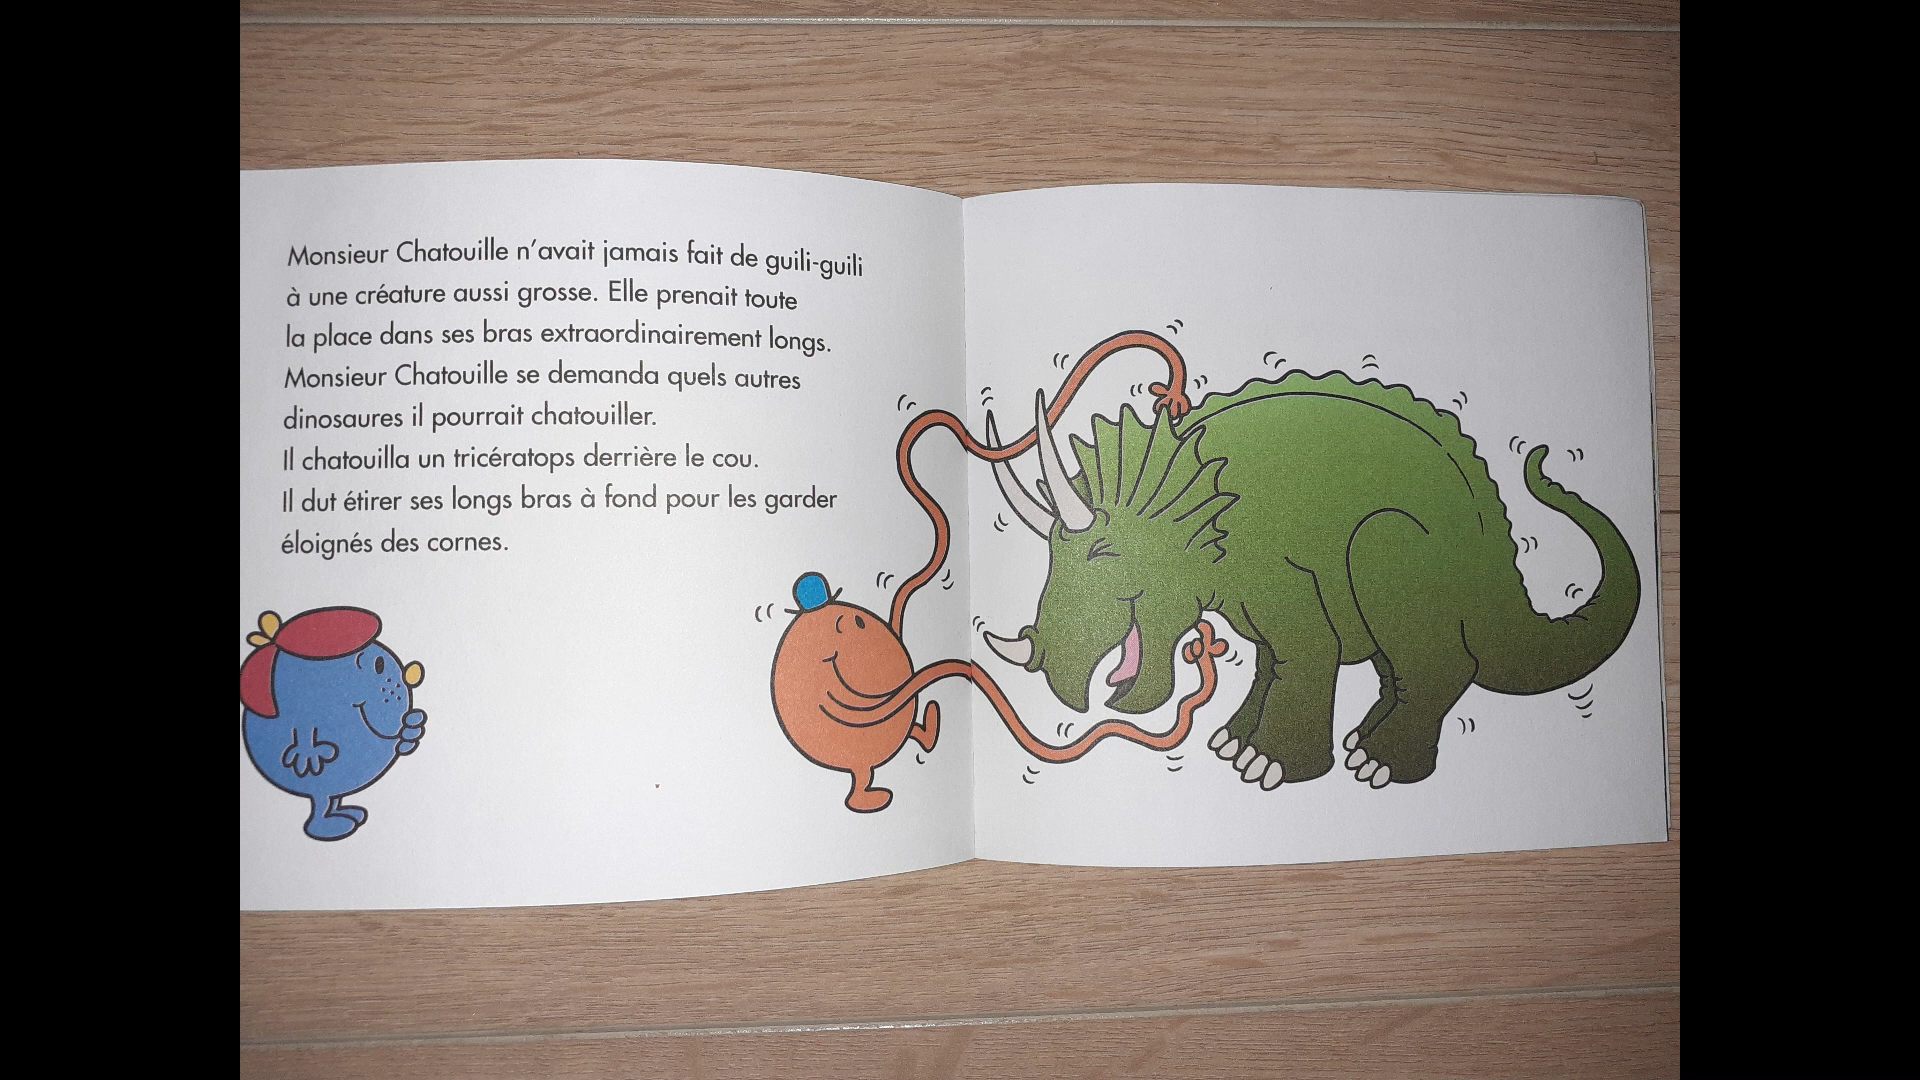 Monsieur Chatouille n'avait jamais fait de guili-guili
à une créature aussi grosse. Elle prenait toute
la place dans ses bras extraordinairement longs.
Monsieur Chatouille se demanda quels autres
dinosaures il pourrait chatouiller.
Il chatouilla un tricératops derrière le cou.
Il dut étirer ses longs bras à fond pour les garder
éloignés des cornes.